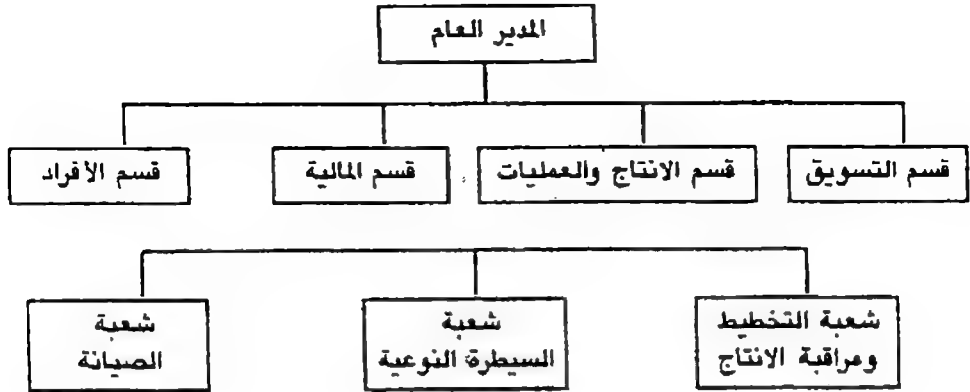 المدير العام
قسم التسويق
قسم الانتاج والعمليات
قسم المالية
قسم الأفراد
شعبة التخطيط
ومراقبة الانتاج
شعبة
السيطرة النوعية
شعبة
الصيانة